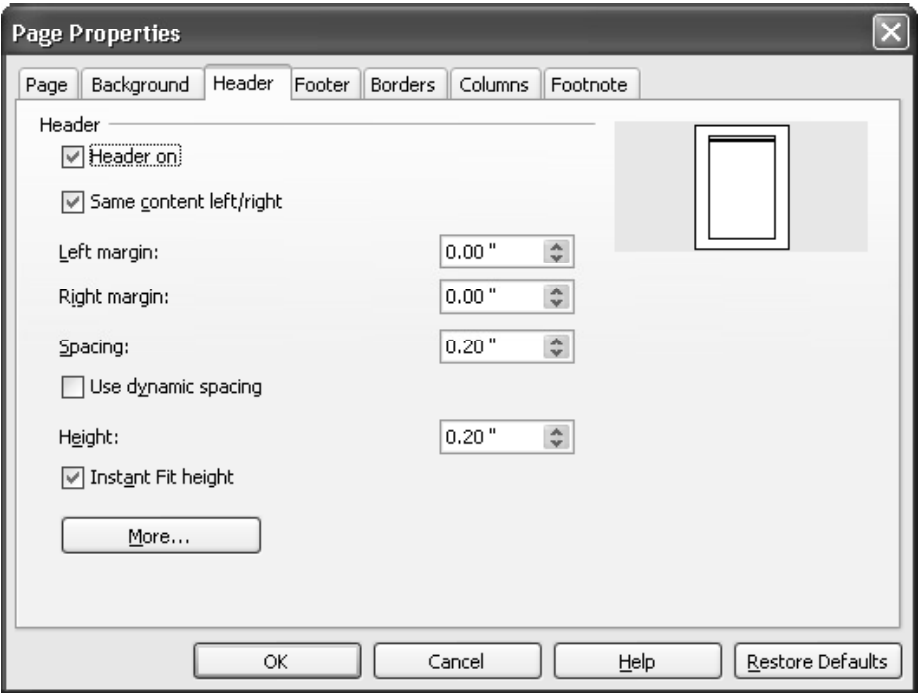 Page Properties
Page Background Header Footer Borders Columns Footnote
Header
Header on
Same content left/right
Left margin: 0.00 "
Right margin: 0.00 "
Spacing: 0.20 "
Use dynamic spacing
Height: 0.20 "
Instant Fit height
More...
OK Cancel Help Restore Defaults